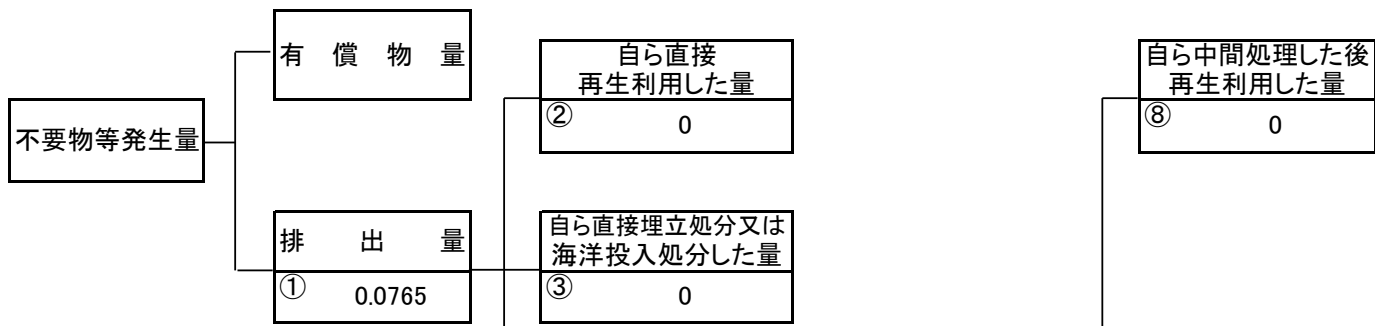 有償物量
自ら直接
再生利用した量
② 0
自ら中間処理した後
再生利用した量
⑧ 0
不要物等発生量
排出量
① 0.0765
自ら直接埋立処分又は
海洋投入処分した量
③ 0